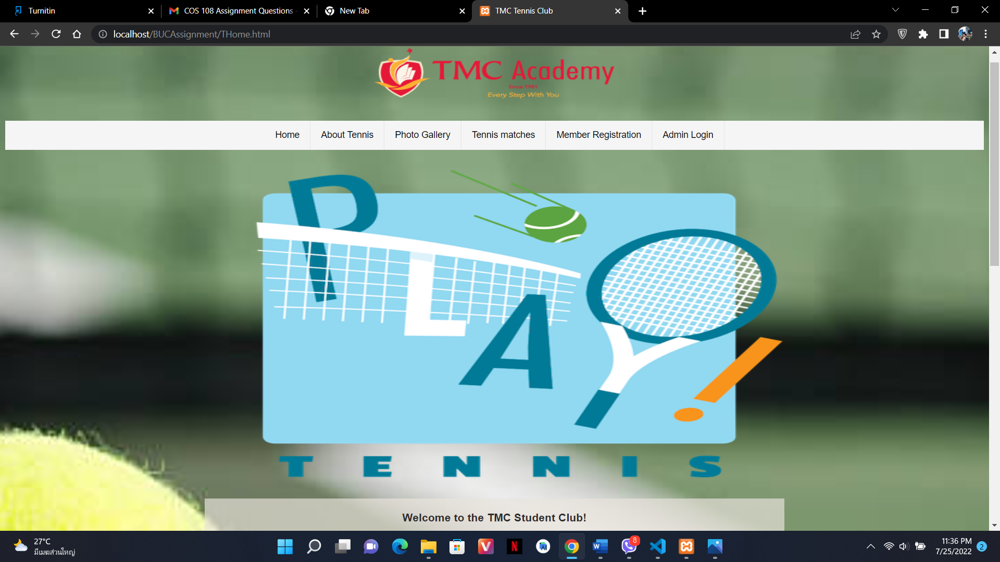 Turnitin
COS 108 Assignment Questions
New Tab
TMC Tennis Club
localhost/BUCAssignment/THome.html
TMC Academy
Since 1981
Every Step With You
Home
About Tennis
Photo Gallery
Tennis matches
Member Registration
Admin Login
PLAY!
TENNIS
Welcome to the TMC Student Club!
27°C
มีเมฆส่วนใหญ่
8
11:36 PM
7/25/2022
2